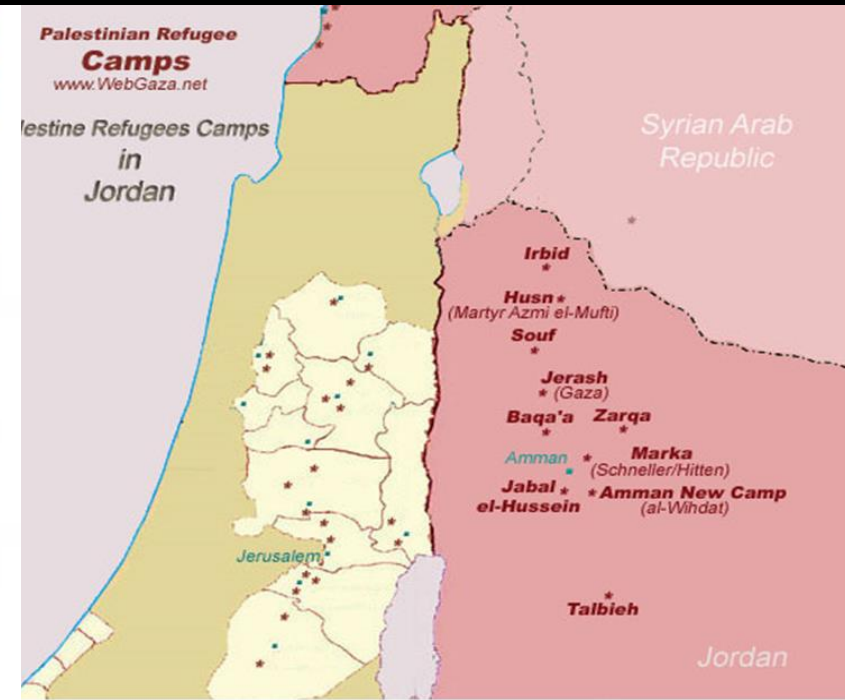 Palestinian Refugee
Camps
www.WebGaza.net
lestine Refugees Camps
in
Jordan
Syrian Arab
Republic
Irbid
Husn
(Martyr Azmi el-Mufti)
Souf
Jerash
(Gaza)
Baqa'a
Zarqa
Amman
Marka
(Schneller/Hitten)
Jabal
el-Hussein
Amman New Camp
(al-Wihdat)
Jerusalem
Talbieh
Jordan